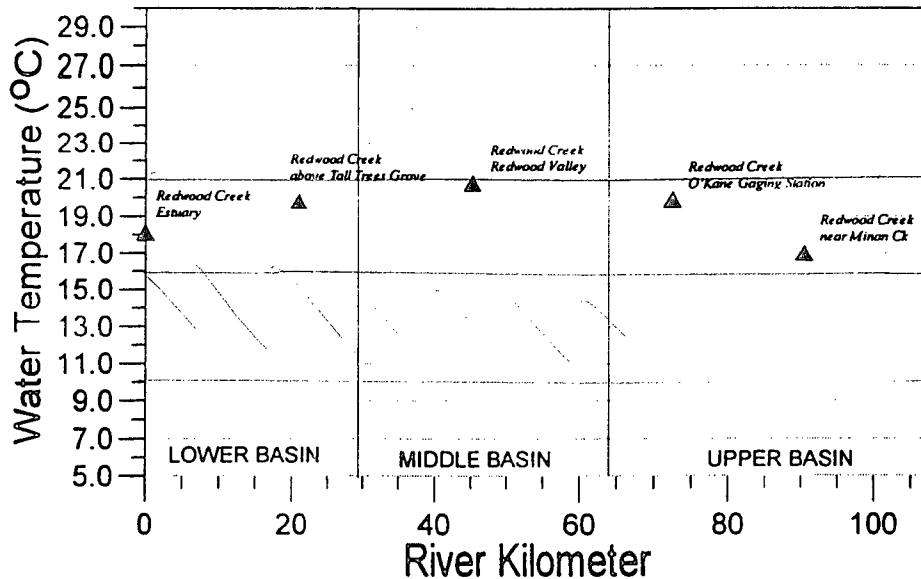 Water Temperature (°C)
29.0
27.0
25.0
23.0
21.0
19.0
17.0
15.0
13.0
11.0
9.0
7.0
5.0
Redwood Creek
Estuary
Redwood Creek
above Tall Trees Grove
Redwood Creek
Redwood Valley
Redwood Creek
O'Kane Gaging Station
Redwood Creek
near Minon Ck
LOWER BASIN
MIDDLE BASIN
UPPER BASIN
0
20
40
60
80
100
River Kilometer